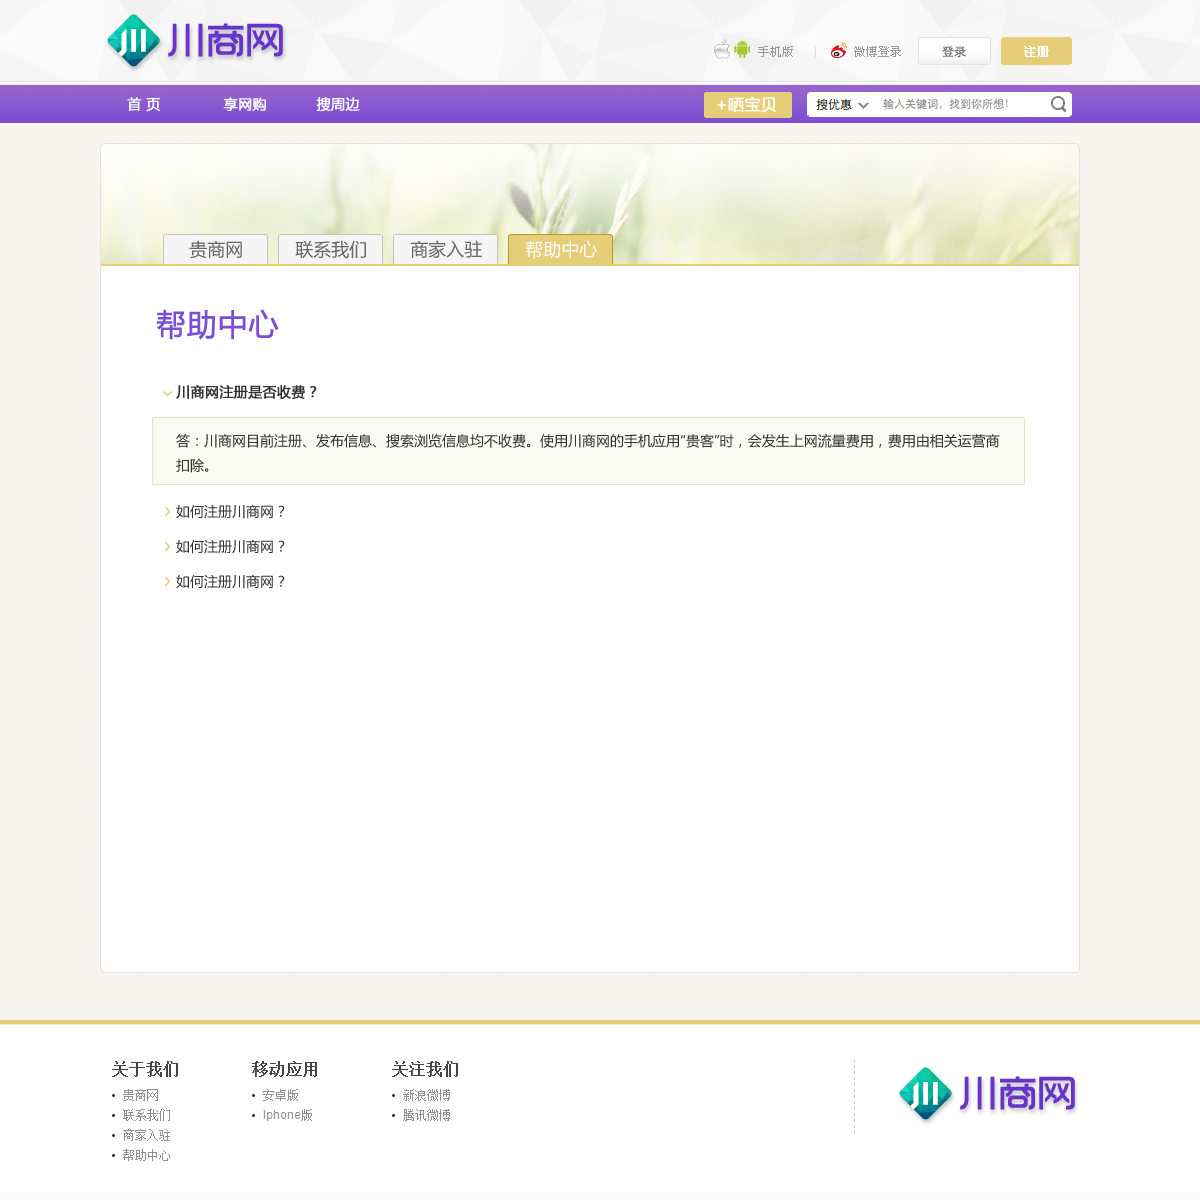 川商网
手机版
微博登录
登录
注册
首 页
享网购
搜周边
+晒宝贝
搜优惠
输入关键词，找到你所想！
贵商网
联系我们
商家入驻
帮助中心
帮助中心
川商网注册是否收费？
答：川商网目前注册、发布信息、搜索浏览信息均不收费。使用川商网的手机应用“贵客”时，会发生上网流量费用，费用由相关运营商
扣除。
如何注册川商网？
如何注册川商网？
如何注册川商网？
关于我们
贵商网
联系我们
商家入驻
帮助中心
移动应用
安卓版
Iphone版
关注我们
新浪微博
腾讯微博
川商网